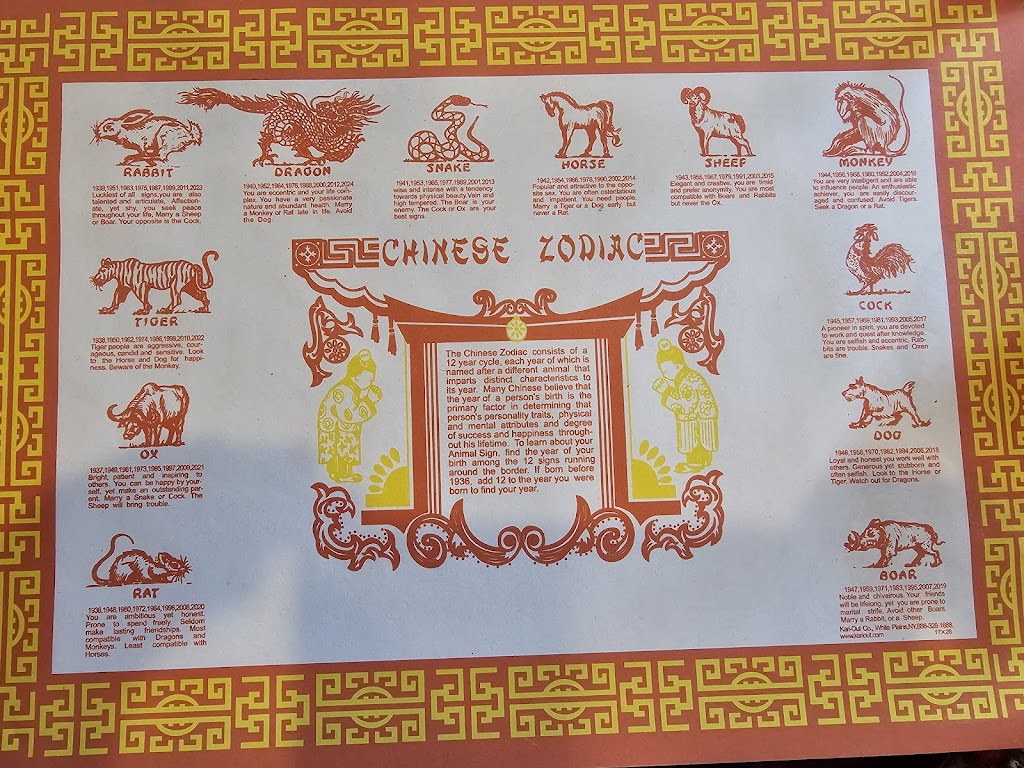 RABBIT
1939,1951,1963,1975,1987,1999,2011,2023
Luckiest of all signs,you are also
talented and articulate, Affection-
ate, yet shy, you seek peace
throughout your life, Marry a Sheep
or Boar. Your opposite is the Cock.
DRAGON
1940,1952,1964,1976,1988,2000,2012,2024
You are eccentric and your life com-
plex. You have a very passionate
nature and abundant health. Marry
a Monkey or Rat late in life. Avoid
the Dog.
SNAKE
1941,1953,1965,1977,1989,2001,2013
wise and intense with a tendency
towards physical beauty.Vain and
high tempered. The Boar is your
enemy. The Cock or Ox are your
best signs.
HORSE
1942,1954,1966,1978,1990,2002,2014
Popular and attractive to the oppo-
site sex. You are often ostentatious
and impatient. You need people.
Marry a Tiger or a Dog early, but
never a Rat.
SHEEP
1943,1955,1967,1979,1991,2003,2015
Elegant and creative, you are timid
and prefer anonymity. You are most
compatible with Boars and Rabbits
but never the Ox.
MONKEY
1944,1956,1968,1980,1992,2004,2016
You are very intelligent and are able
to influence people. An enthusiastic
achiever, you are easily discour-
aged and confused. Avoid Tigers.
Seek a Dragon or a Rat.
CHINESE ZODIAC
TIGER
1938,1950,1962,1974,1986,1998,2010,2022
Tiger people are aggressive, cour-
ageous, candid and sensitive. Look
to the Horse and Dog for happi-
ness. Beware of the Monkey.
COCK
1945,1957,1969,1981,1993,2005,2017
A pioneer in spirit, you are devoted
to work and quest after knowledge.
You are selfish and eccentric. Rab-
bits are trouble. Snakes and Oxen
are fine.
The Chinese Zodiac consists of a
12 year cycle, each year of which is
named after a different animal that
imparts distinct characteristics to
its year. Many Chinese believe that
the year of a person's birth is the
primary factor in determining that
person's personality traits, physical
and mental attributes and degree
of success and happiness through-
out his lifetime. To learn about your
Animal Sign, find the year of your
birth among the 12 signs running
around the border. If born before
1936, add 12 to the year you were
born to find your year.
OX
1937,1949,1961,1973,1985,1997,2009,2021
Bright, patient and inspiring to
others. You can be happy by your-
self, yet make an outstanding par-
ent. Marry a Snake or Cock. The
Sheep will bring trouble.
DOG
1946,1958,1970,1982,1994,2006,2018
Loyal and honest you work well with
others. Generous yet stubborn and
often selfish. Look to the Horse or
Tiger. Watch out for Dragons.
RAT
1936,1948,1960,1972,1984,1996,2008,2020
You are ambitious yet honest.
Prone to spend freely. Seldom
make lasting friendships. Most
compatible with Dragons and
Monkeys. Least compatible with
Horses.
BOAR
1947,1959,1971,1983,1995,2007,2019
Noble and chivalrous. Your friends
will be lifelong, yet you are prone to
marital strife. Avoid other Boars.
Marry a Rabbit, or a Sheep.
Kari-Out Co., White Plains,NY,888-328-1688,
www.kariout.com 17×26